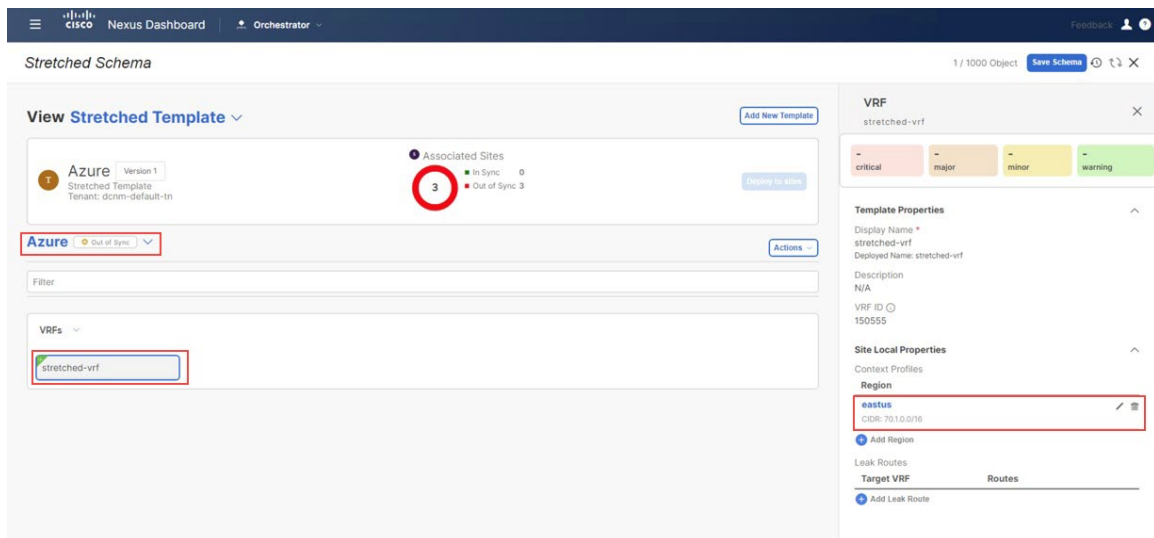 CISCO Nexus Dashboard Orchestrator Feedback
Stretched Schema 1 / 1000 Object Save Schema
View Stretched Template Add New Template
T Azure Version 1
Stretched Template
Tenant: dcnm-default-tn
S Associated Sites
3
In Sync 0
Out of Sync 3
Deploy to sites
Azure Out of Sync Actions
Filter
VRFs
stretched-vrf
VRF
stretched-vrf
- - - -
critical major minor warning
Template Properties
Display Name *
stretched-vrf
Deployed Name: stretched-vrf
Description
N/A
VRF ID
150555
Site Local Properties
Context Profiles
Region
eastus
CIDR: 70.1.0.0/16
Add Region
Leak Routes
Target VRF Routes
Add Leak Route